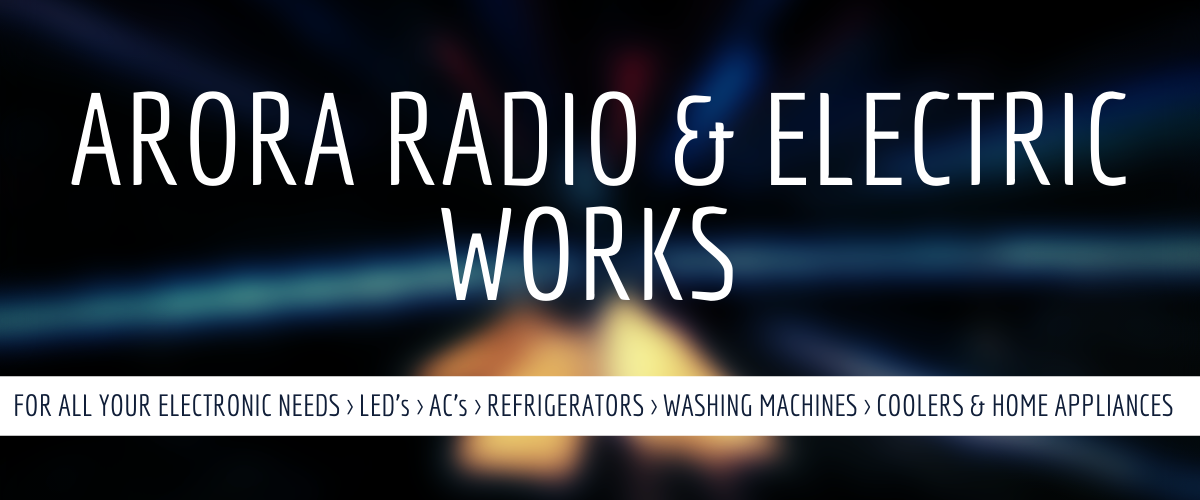 ARORA RADIO & ELECTRIC
WORKS
FOR ALL YOUR ELECTRONIC NEEDS › LED's › AC's › REFRIGERATORS › WASHING MACHINES › COOLERS & HOME APPLIANCES